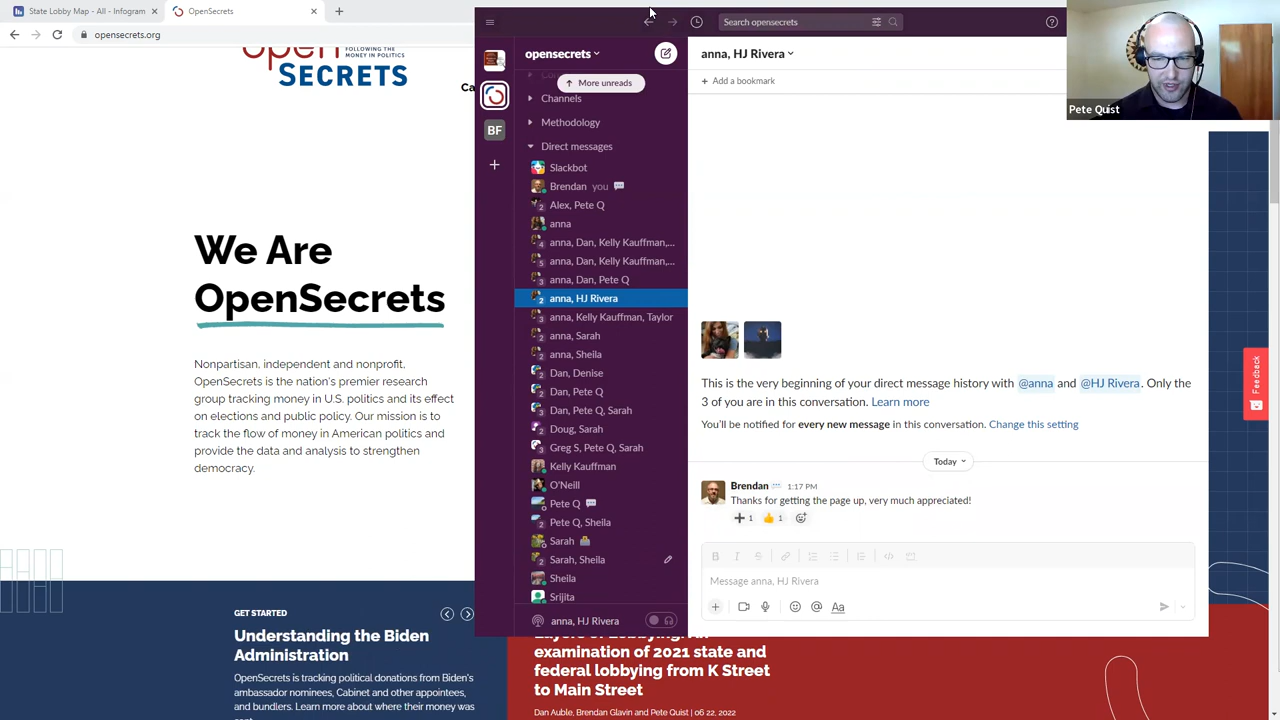 State Lobby Map - All - Infogram
OpenSecrets
opensecrets.org
open
FOLLOWING
THE MONEY IN POLITICS
SECRETS
Ca
We Are
OpenSecrets
Nonpartisan, independent and nonprofit,
OpenSecrets is the nation's premier research
group tracking money in U.S. politics and its effect
on elections and public policy. Our mission is to
track the flow of money in American politics and
provide the data and analysis to strengthen
democracy.
GET STARTED
Understanding the Biden
Administration
OpenSecrets is tracking political donations from Biden's
ambassador nominees, Cabinet and other appointees,
and bundlers. Learn more about where their money was
Search opensecrets
opensecrets
More unreads
BF
Channels
Methodology
Direct messages
Slackbot
Brendan you
Alex, Pete Q
anna
anna, Dan, Kelly Kauffman,...
anna, Dan, Kelly Kauffman,...
anna, Dan, Pete Q
anna, HJ Rivera
anna, Kelly Kauffman, Taylor
anna, Sarah
anna, Sheila
Dan, Denise
Dan, Pete Q
Dan, Pete Q, Sarah
Doug, Sarah
Greg S, Pete Q, Sarah
Kelly Kauffman
O'Neill
Pete Q
Pete Q, Sheila
Sarah
Sarah, Sheila
Sheila
Srijita
anna, HJ Rivera
anna, HJ Rivera
Add a bookmark
This is the very beginning of your direct message history with @anna and @HJ Rivera. Only the
3 of you are in this conversation. Learn more
You'll be notified for every new message in this conversation. Change this setting
Today
Brendan 1:17 PM
Thanks for getting the page up, very much appreciated!
1 1
Message anna, HJ Rivera
Aa
Pete Quist
Feedback
examination of 2021 state and
federal lobbying from K Street
to Main Street
Dan Auble, Brendan Glavin and Pete Quist | 06 22, 2022